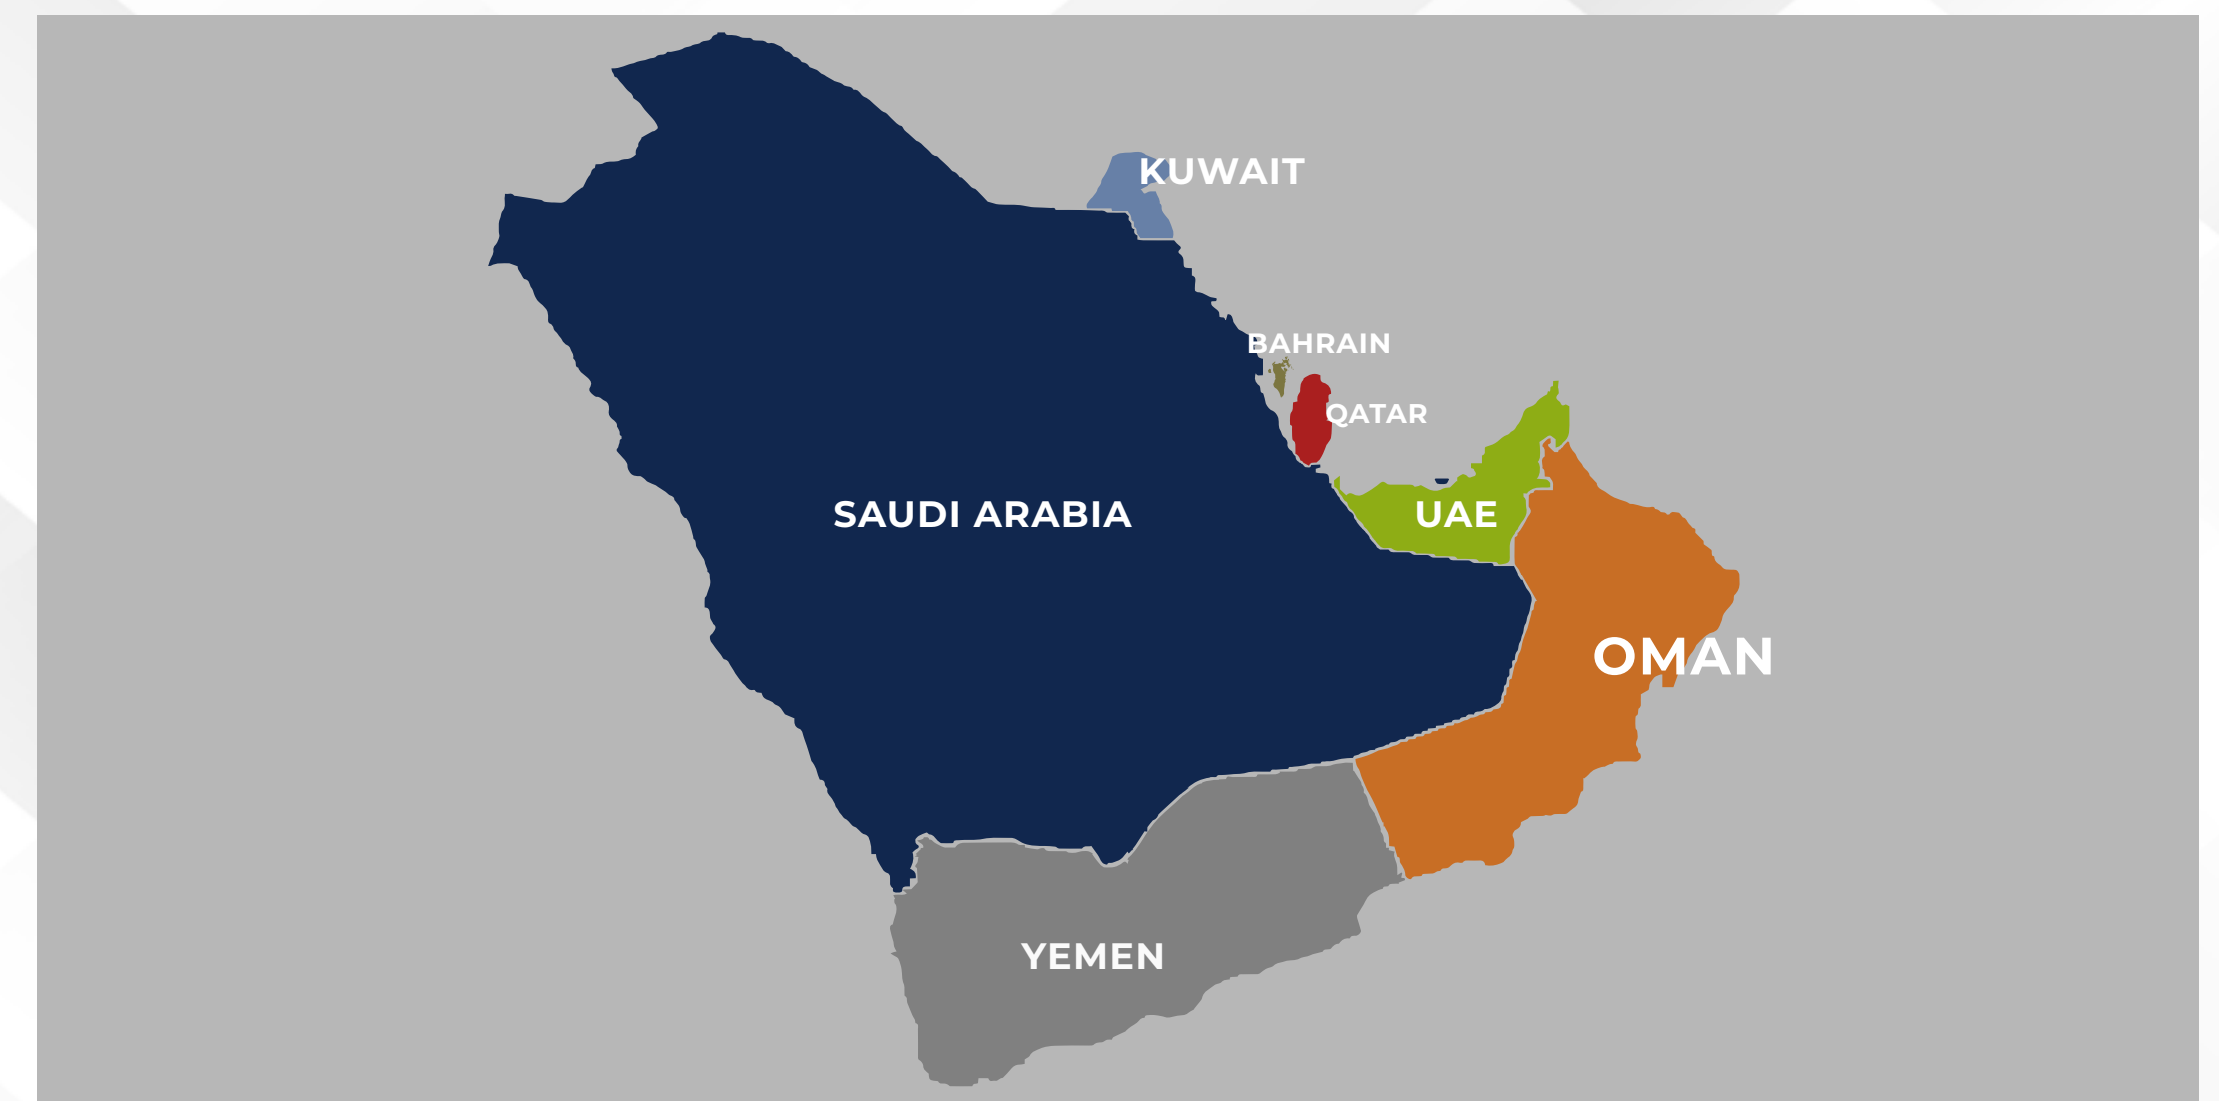 KUWAIT
BAHRAIN
QATAR
SAUDI ARABIA
UAE
OMAN
YEMEN